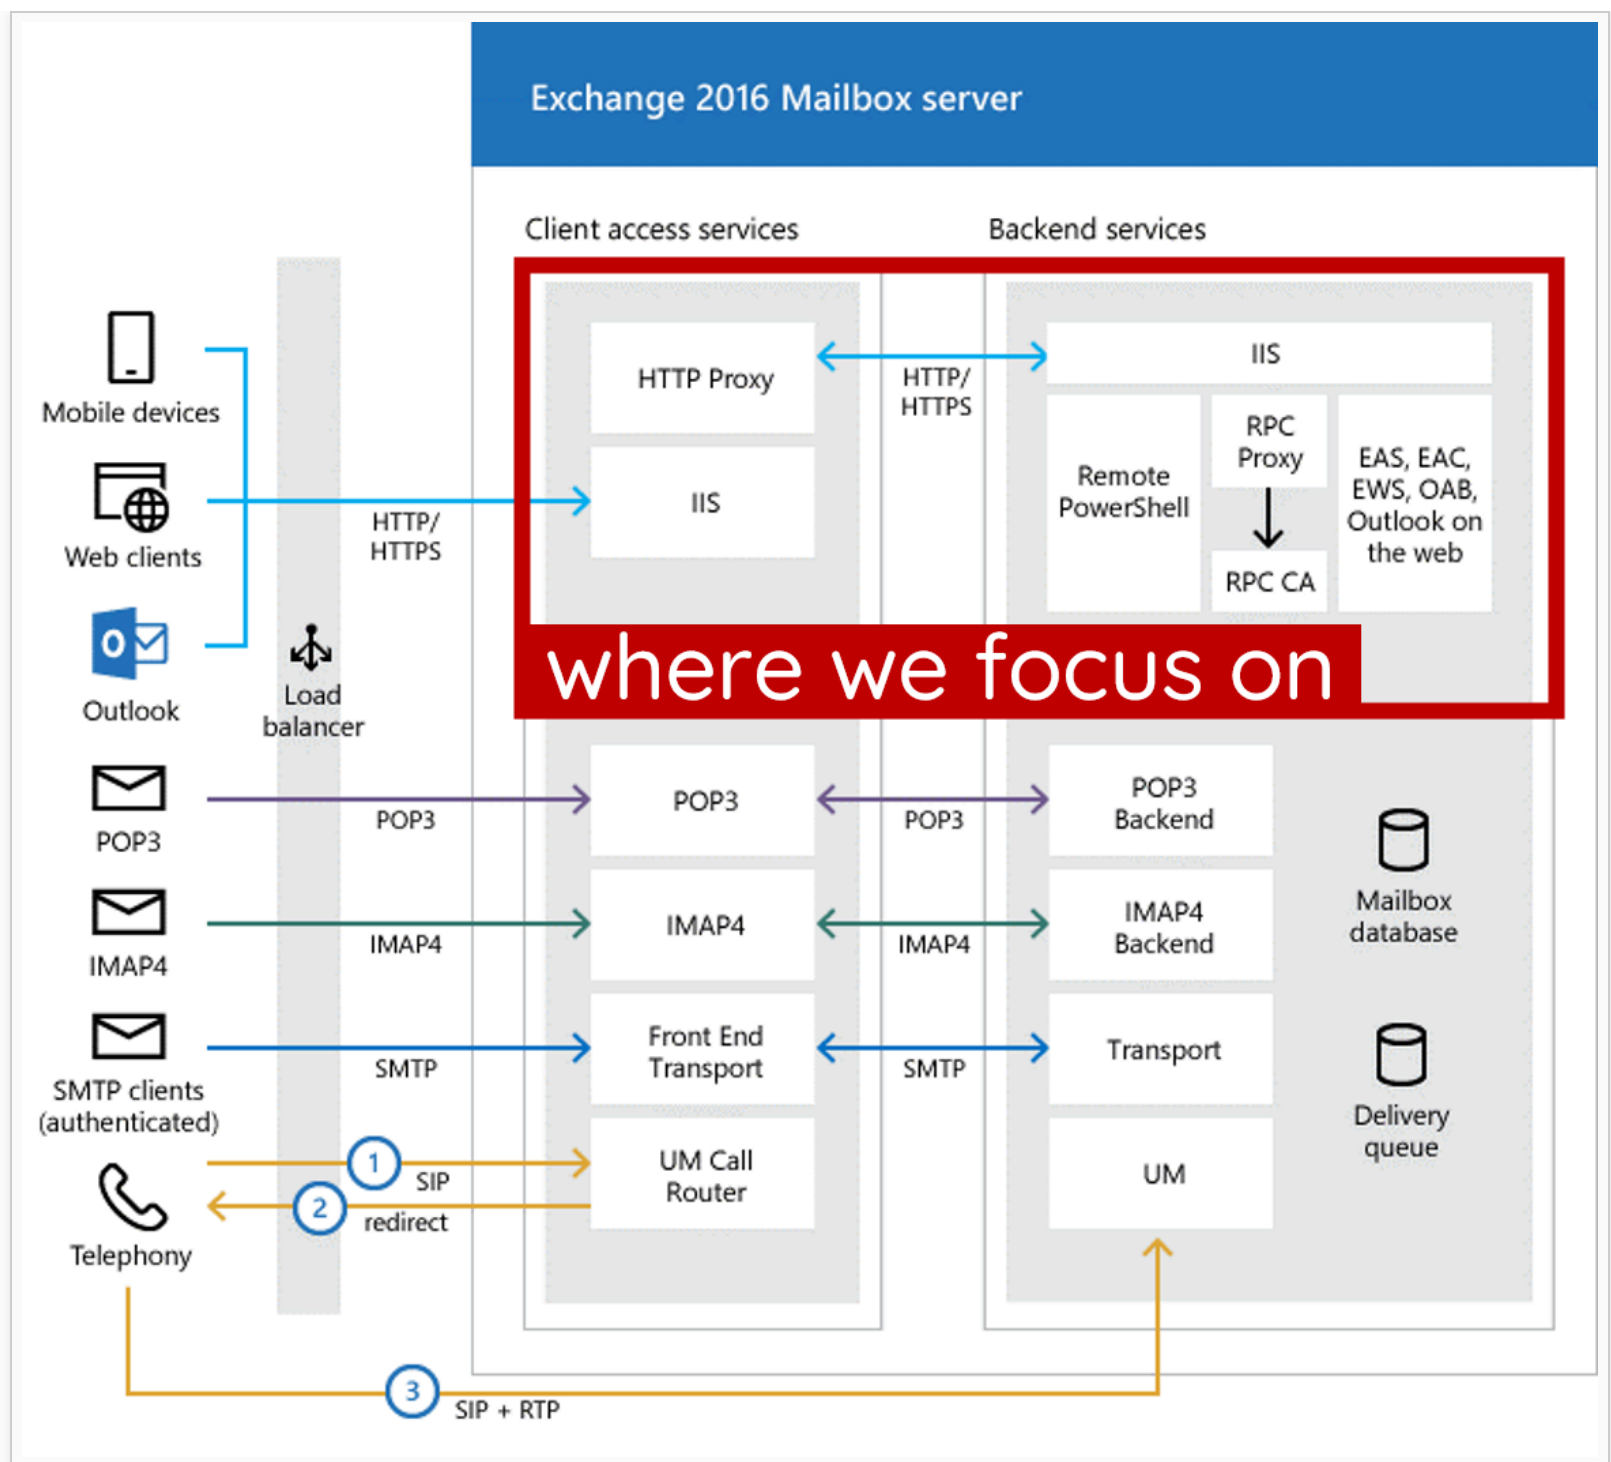 Exchange 2016 Mailbox server
Client access services
Backend services
Mobile devices
Web clients
Outlook
HTTP/
HTTPS
Load
balancer
HTTP Proxy
IIS
HTTP/
HTTPS
IIS
Remote
PowerShell
RPC
Proxy
RPC CA
EAS, EAC,
EWS, OAB,
Outlook on
the web
where we focus on
POP3
POP3
POP3
POP3
POP3
Backend
IMAP4
IMAP4
IMAP4
IMAP4
IMAP4
Backend
Mailbox
database
SMTP clients
(authenticated)
SMTP
Front End
Transport
SMTP
Transport
Delivery
queue
Telephony
1
SIP
2
redirect
UM Call
Router
UM
3
SIP + RTP